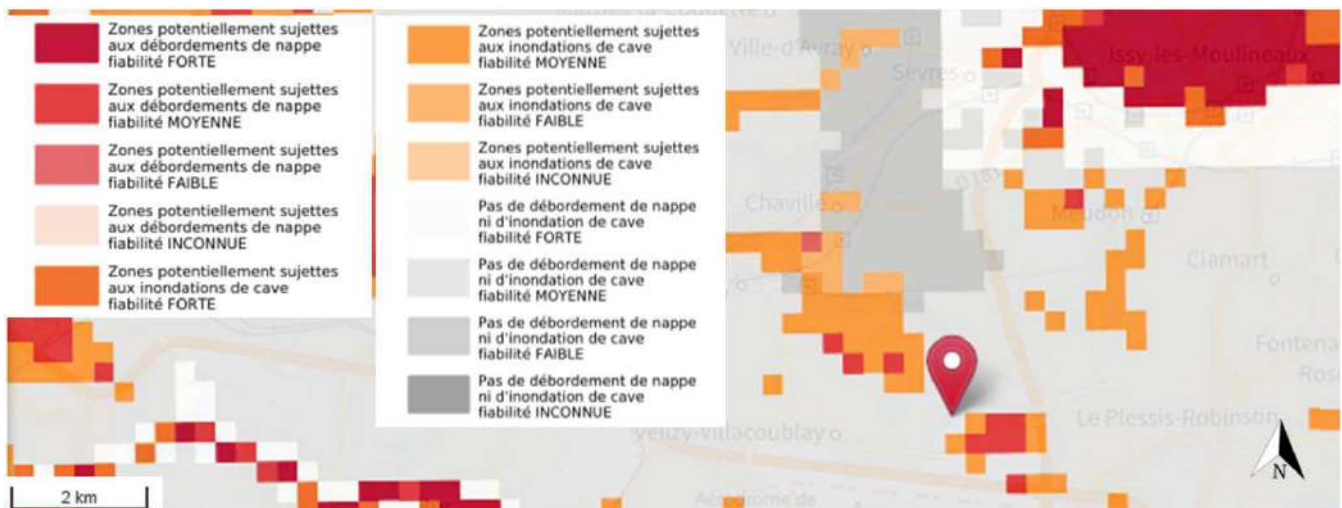 Zones potentiellement sujettes
aux débordements de nappe
fiabilité FORTE
Zones potentiellement sujettes
aux débordements de nappe
fiabilité MOYENNE
Zones potentiellement sujettes
aux débordements de nappe
fiabilité FAIBLE
Zones potentiellement sujettes
aux débordements de nappe
fiabilité INCONNUE
Zones potentiellement sujettes
aux inondations de cave
fiabilité FORTE
Zones potentiellement sujettes
aux inondations de cave
fiabilité MOYENNE
Zones potentiellement sujettes
aux inondations de cave
fiabilité FAIBLE
Zones potentiellement sujettes
aux inondations de cave
fiabilité INCONNUE
Pas de débordement de nappe
ni d'inondation de cave
fiabilité FORTE
Pas de débordement de nappe
ni d'inondation de cave
fiabilité MOYENNE
Pas de débordement de nappe
ni d'inondation de cave
fiabilité FAIBLE
Pas de débordement de nappe
ni d'inondation de cave
fiabilité INCONNUE
Ville-d'Avray
Sèvres
Issy-les-Moulineaux
Chaville
Meudon
Clamart
Fontena
Ros
Le Plessis-Robinson
Vélizy-Villacoublay
Aérodrome de
2 km
N